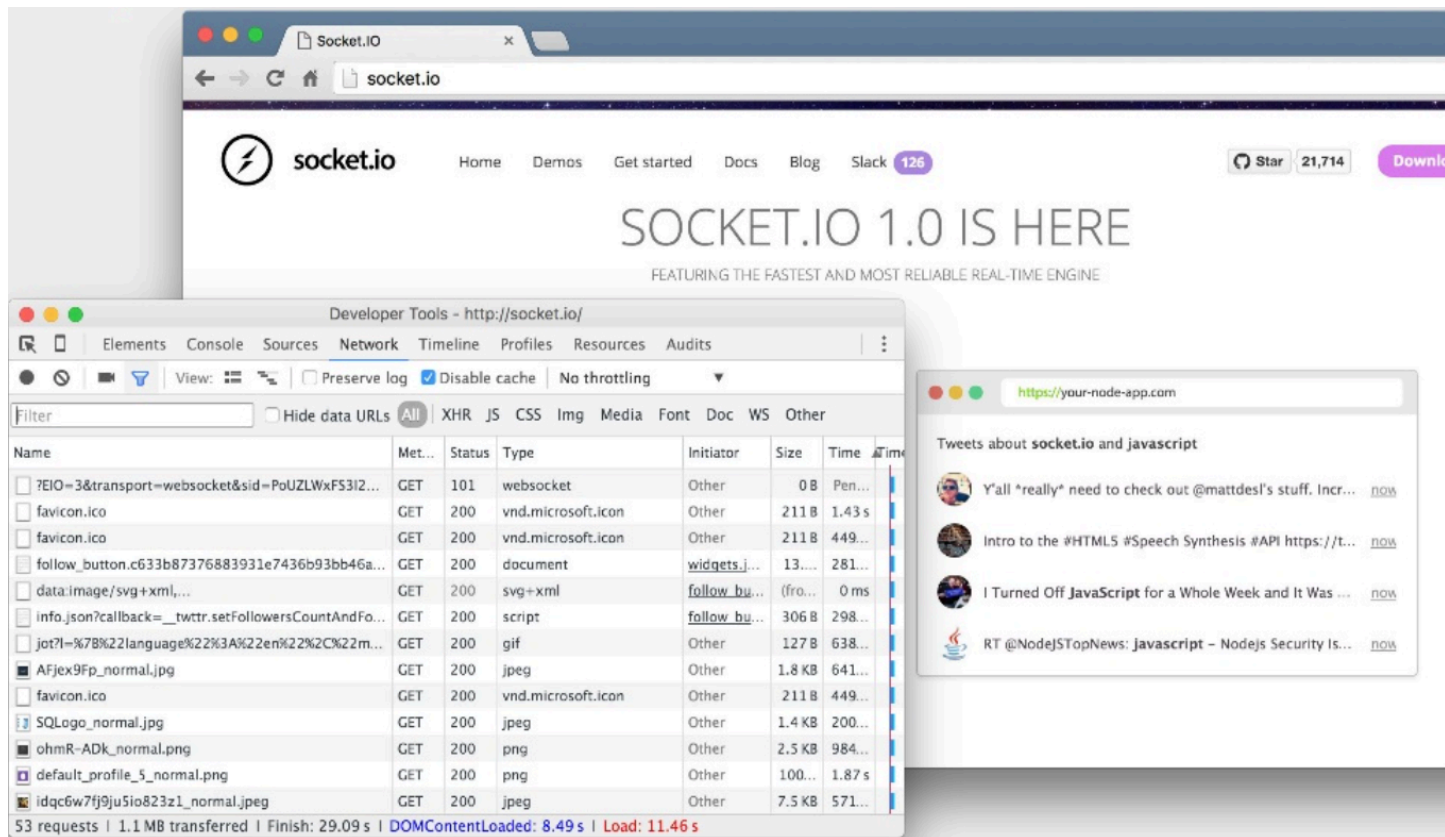 Socket.IO
socket.io
socket.io Home Demos Get started Docs Blog Slack 126 Star 21,714 Downlo
SOCKET.IO 1.0 IS HERE
FEATURING THE FASTEST AND MOST RELIABLE REAL-TIME ENGINE
Developer Tools - http://socket.io/
Elements Console Sources Network Timeline Profiles Resources Audits
View: Preserve log Disable cache No throttling
Filter Hide data URLs All XHR JS CSS Img Media Font Doc WS Other
Name Met... Status Type Initiator Size Time Time
?EIO=3&transport=websocket&sid=PoUZLWxFS3I2... GET 101 websocket Other 0 B Pen...
favicon.ico GET 200 vnd.microsoft.icon Other 211 B 1.43 s
favicon.ico GET 200 vnd.microsoft.icon Other 211 B 449...
follow_button.c633b87376883931e7436b93bb46a... GET 200 document widgets.j... 13.... 281...
data:image/svg+xml,... GET 200 svg+xml follow_bu... (fro... 0 ms
info.json?callback=__twttr.setFollowersCountAndFo... GET 200 script follow_bu... 306 B 298...
jot?l=%7B%22language%22%3A%22en%22%2C%22m... GET 200 gif Other 127 B 638...
AFjex9Fp_normal.jpg GET 200 jpeg Other 1.8 KB 641...
favicon.ico GET 200 vnd.microsoft.icon Other 211 B 449...
SQLogo_normal.jpg GET 200 jpeg Other 1.4 KB 200...
ohmR-ADk_normal.png GET 200 png Other 2.5 KB 984...
default_profile_5_normal.png GET 200 png Other 100... 1.87 s
idqc6w7fj9ju5io823z1_normal.jpeg GET 200 jpeg Other 7.5 KB 571...
53 requests | 1.1 MB transferred | Finish: 29.09 s | DOMContentLoaded: 8.49 s | Load: 11.46 s
https://your-node-app.com
Tweets about socket.io and javascript
Y'all *really* need to check out @mattdesl's stuff. Incr... now
Intro to the #HTML5 #Speech Synthesis #API https://t... now
I Turned Off JavaScript for a Whole Week and It Was ... now
RT @NodeJSTopNews: javascript – Nodejs Security Is... now